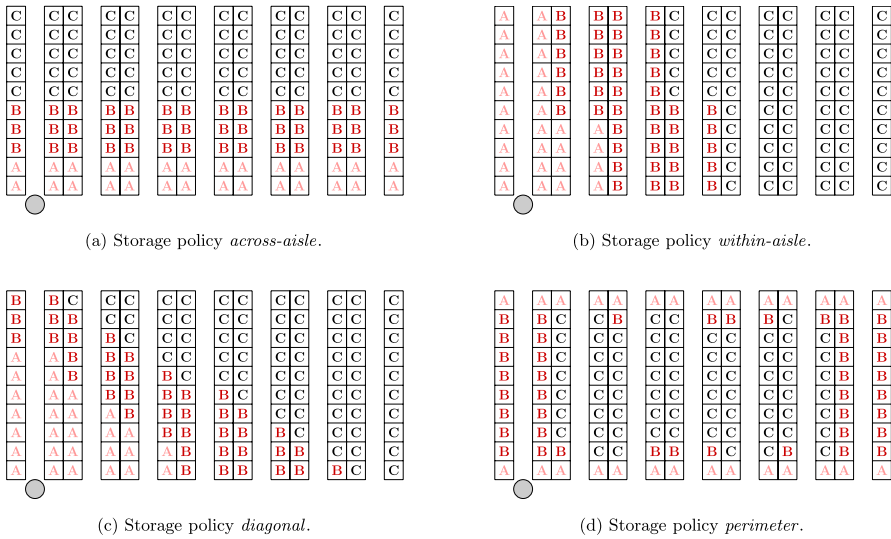 C C C C C C C C C C C C C C
C C C C C C C C C C C C C C
C C C C C C C C C C C C C C
C C C C C C C C C C C C C C
C C C C C C C C C C C C C C
B B B B B B B B B B B B B B
B B B B B B B B B B B B B B
B B B B B B B B B B B B B B
A A A A A A A A A A A A A A
A A A A A A A A A A A A A A
(a) Storage policy across-aisle.
A A B B B B C C C C C C C C
A A B B B B C C C C C C C C
A A B B B B C C C C C C C C
A A B B B B C C C C C C C C
A A B B B B C C C C C C C C
A A B B B B B B C C C C C C
A A A A B B B B C C C C C C
A A A A B B B B C C C C C C
A A A A B B B B C C C C C C
A A A A B B B B C C C C C C
(b) Storage policy within-aisle.
B B C C C C C C C C C C C C
B B B C C C C C C C C C C C
B B B B C C C C C C C C C C
A A B B B C C C C C C C C C
A A B B B B C C C C C C C C
A A A B B B B B C C C C C C
A A A A B B B B B C C C C C
A A A A A B B B B B C C C C
A A A A A A B B B B B C C C
A A A A A A B B B B B B C C
(c) Storage policy diagonal.
A A A A A A A A A A A A A A
B B C C B C C B B B C B B B
B B C C C C C C C C C C B B
B B C C C C C C C C C C B B
B B C C C C C C C C C C B B
B B C C C C C C C C C C B B
B B C C C C C C C C C C B B
B B C C C C C C C C C C B B
B B B C C B B C B C B C B B
A A A A A A A A A A A A A A
(d) Storage policy perimeter.